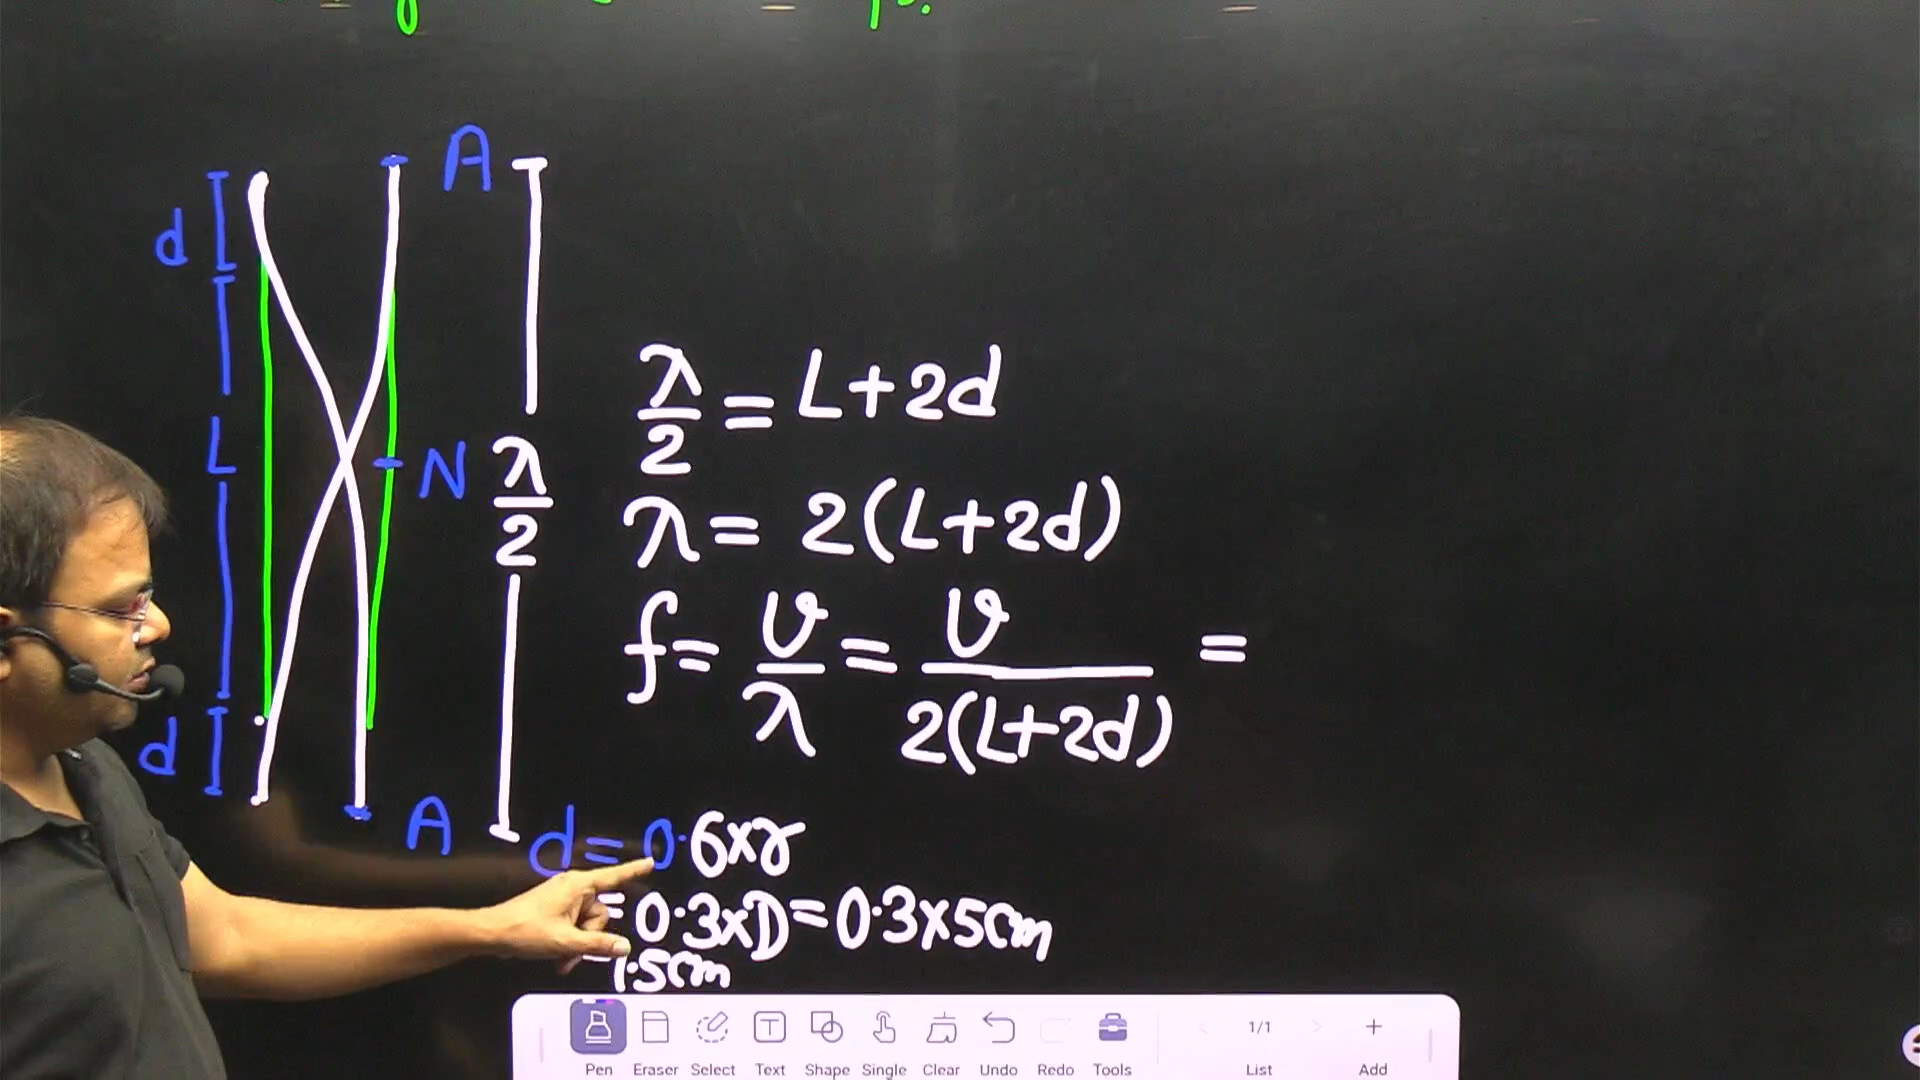 A
d
L
N
λ/2
d
A
λ/2 = L+2d
λ = 2(L+2d)
f = v/λ = v/2(L+2d) =
d = 0.6×r
= 0.3×D = 0.3×5cm
= 1.5cm
Pen Eraser Select Text Shape Single Clear Undo Redo Tools 1/1 List + Add